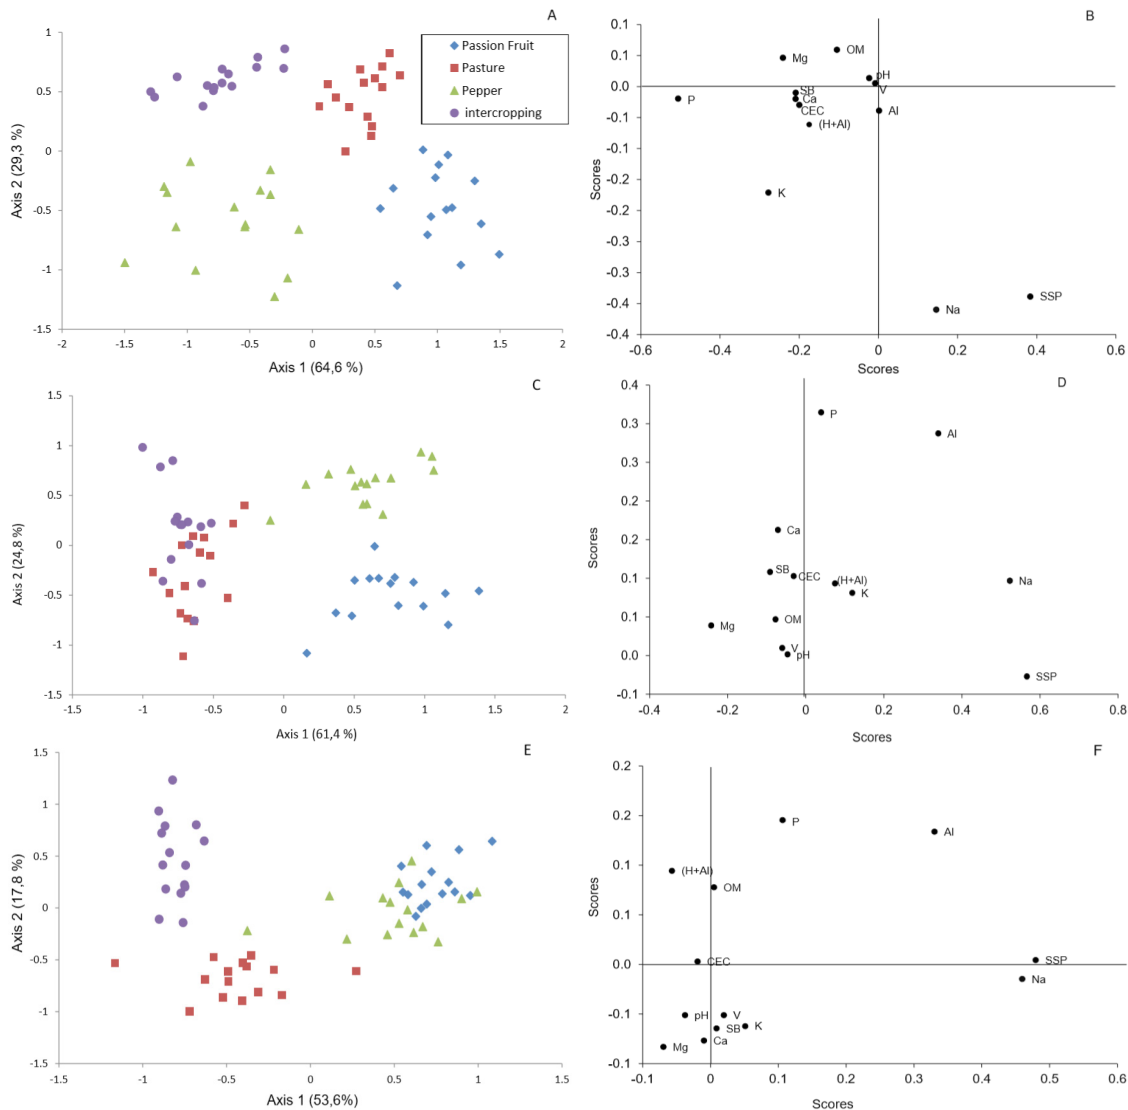 A
1
0.5
0
-0.5
-1
-1.5
-2
-1.5
-1
-0.5
0
0.5
1
1.5
2
Axis 2 (29,3 %)
Axis 1 (64,6 %)
Passion Fruit
Pasture
Pepper
intercropping
B
0.1
0.1
0.0
-0.1
-0.1
-0.2
-0.2
-0.3
-0.3
-0.4
-0.4
-0.6
-0.4
-0.2
0
0.2
0.4
0.6
Scores
Scores
OM
Mg
pH
V
SB
P
Ca
CEC
Al
(H+Al)
K
SSP
Na
C
1.5
1
0.5
0
-0.5
-1
-1.5
-1.5
-1
-0.5
0
0.5
1
1.5
2
Axis 2 (24,8 %)
Axis 1 (61,4 %)
D
0.4
0.3
0.3
0.2
0.2
0.1
0.1
0.0
-0.1
-0.4
-0.2
0
0.2
0.4
0.6
0.8
Scores
Scores
P
Al
Ca
SB
CEC
(H+Al)
Na
K
OM
Mg
V
pH
SSP
E
1.5
1
0.5
0
-0.5
-1
-1.5
-1.5
-1
-0.5
0
0.5
1
1.5
Axis 2 (17,8 %)
Axis 1 (53,6%)
F
0.2
0.2
0.1
0.1
0.0
-0.1
-0.1
-0.1
0
0.1
0.2
0.3
0.4
0.5
0.6
Scores
Scores
P
Al
(H+Al)
OM
CEC
SSP
Na
pH
V
K
SB
Ca
Mg